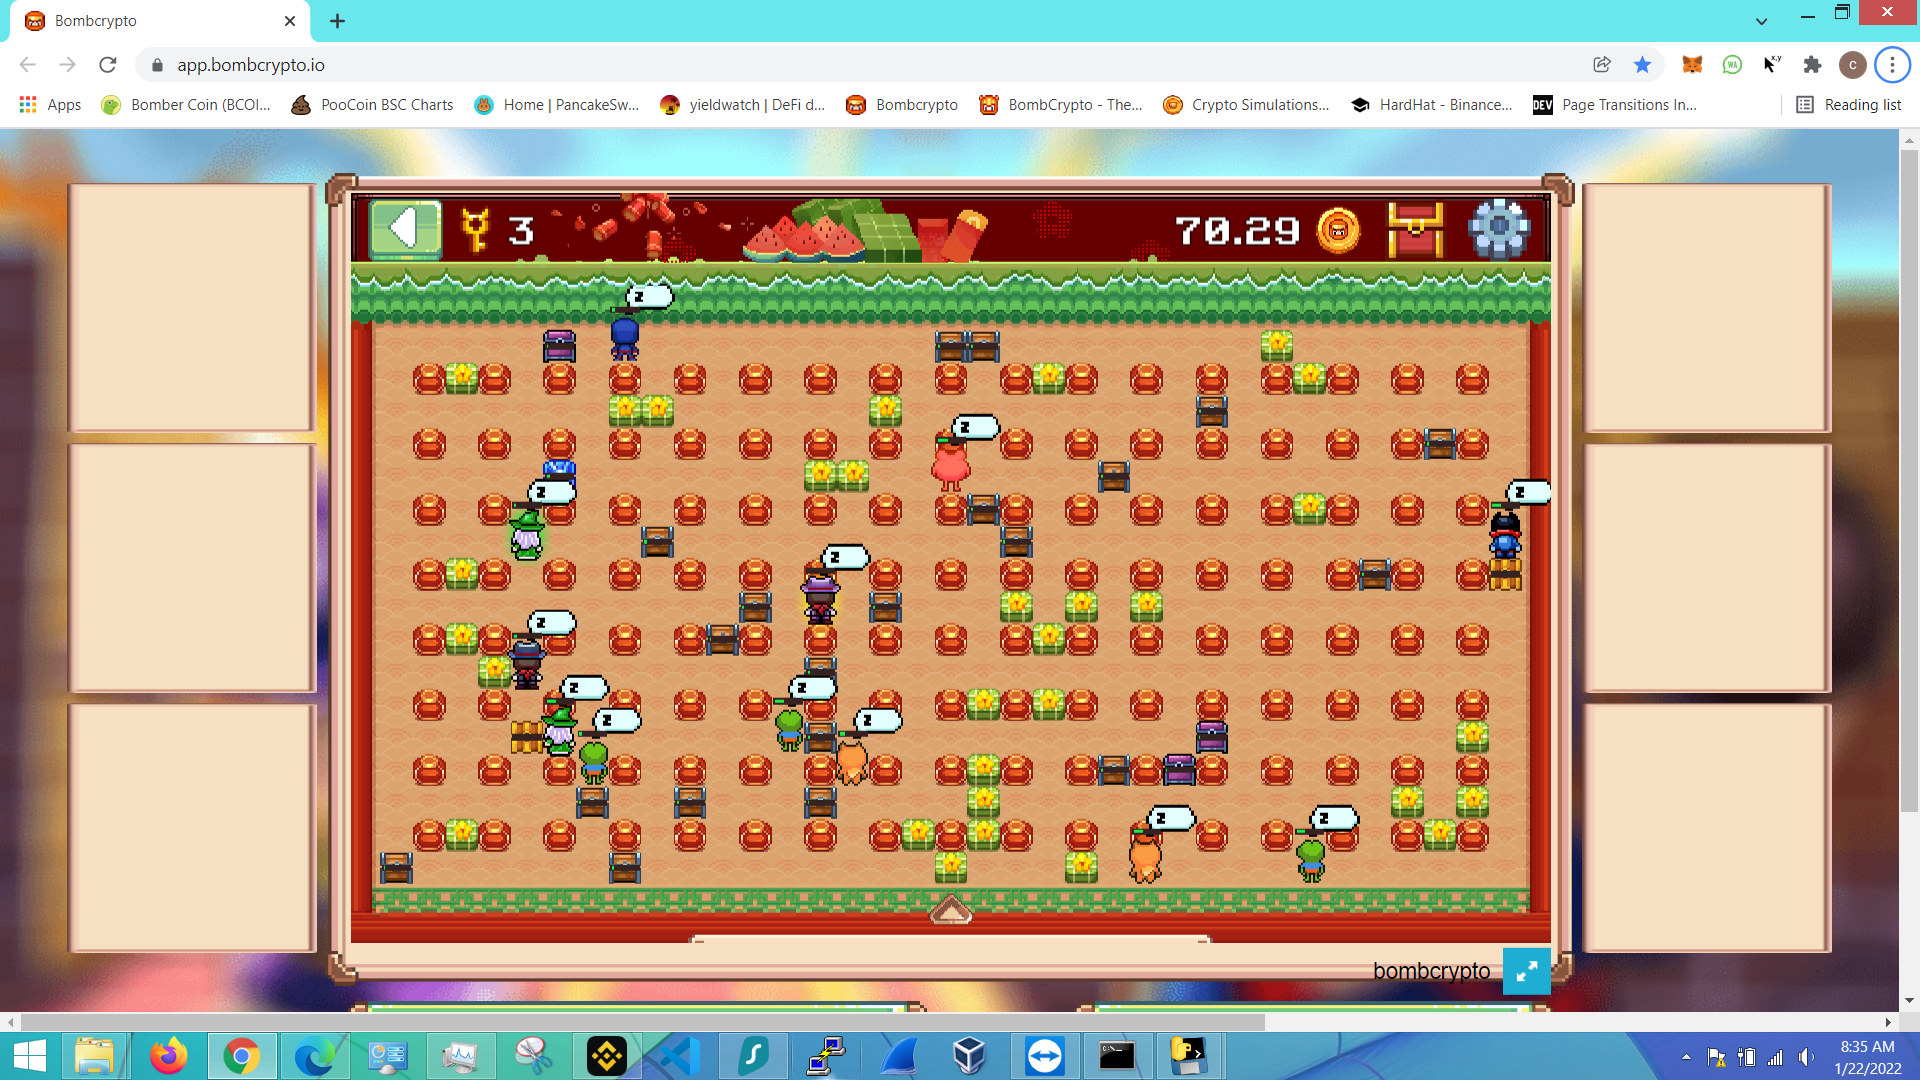 Bombcrypto
app.bombcrypto.io
WA
x,y
C
Apps
Bomber Coin (BCOI...
PooCoin BSC Charts
Home | PancakeSw...
yieldwatch | DeFi d...
Bombcrypto
BombCrypto - The...
Crypto Simulations...
HardHat - Binance...
DEV
Page Transitions In...
Reading list
3
70.29
z
z
z
z
z
z
z
z
z
z
z
z
bombcrypto
8:35 AM
1/22/2022